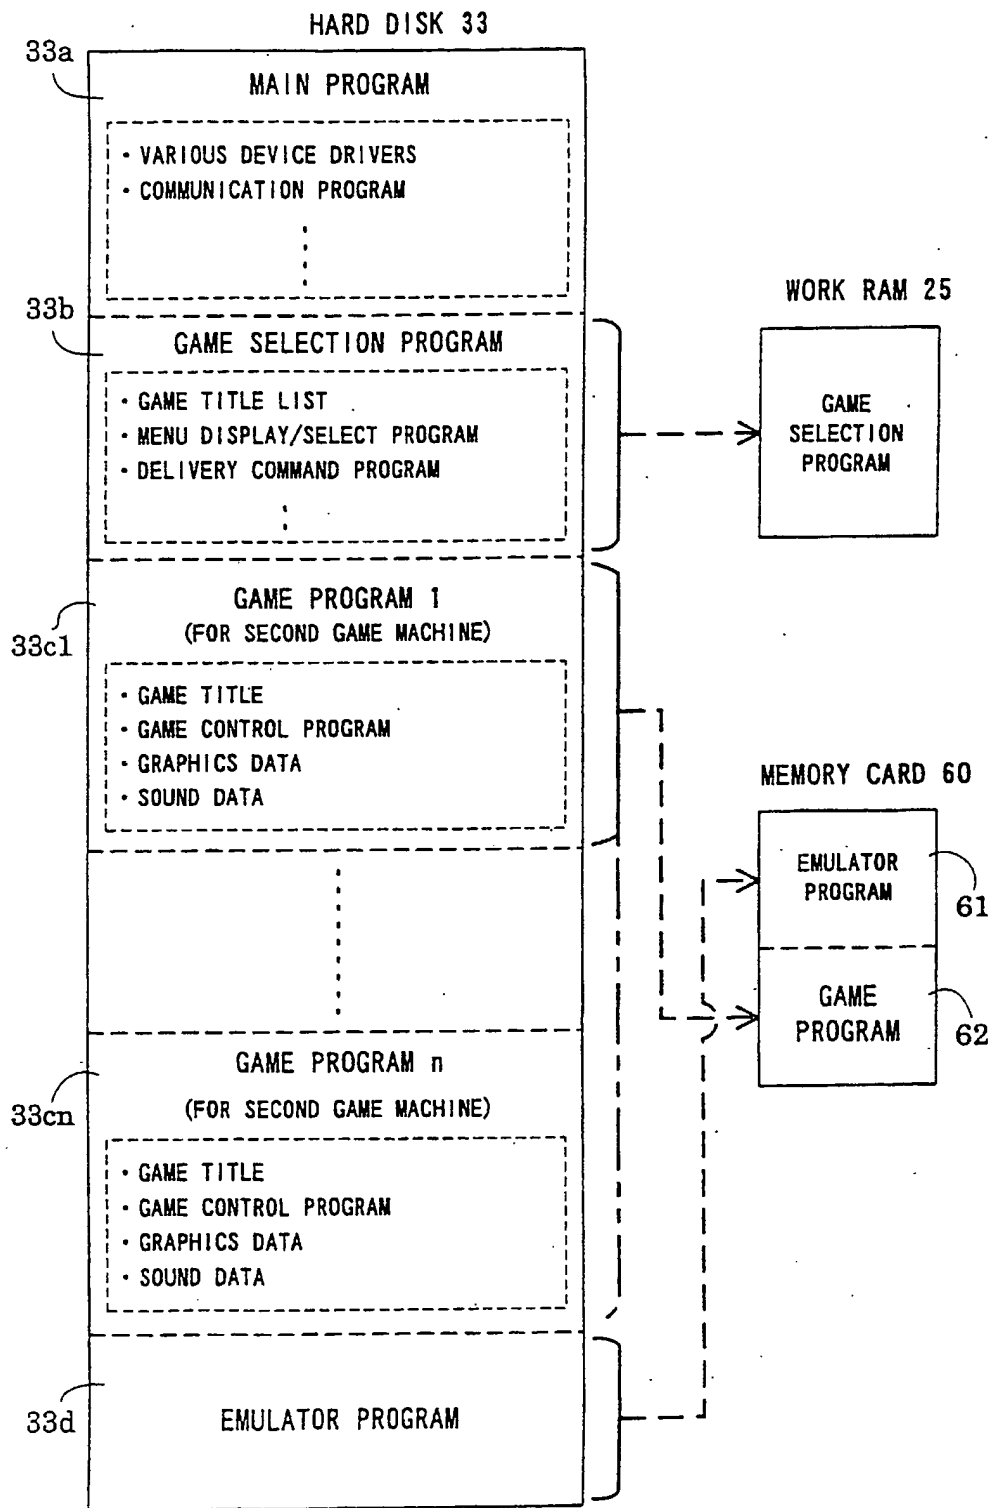 HARD DISK 33
33a
MAIN PROGRAM
· VARIOUS DEVICE DRIVERS
· COMMUNICATION PROGRAM
33b
GAME SELECTION PROGRAM
· GAME TITLE LIST
· MENU DISPLAY/SELECT PROGRAM
· DELIVERY COMMAND PROGRAM
WORK RAM 25
GAME
SELECTION
PROGRAM
33c1
GAME PROGRAM 1
(FOR SECOND GAME MACHINE)
· GAME TITLE
· GAME CONTROL PROGRAM
· GRAPHICS DATA
· SOUND DATA
MEMORY CARD 60
EMULATOR
PROGRAM
61
GAME
PROGRAM
62
33cn
GAME PROGRAM n
(FOR SECOND GAME MACHINE)
· GAME TITLE
· GAME CONTROL PROGRAM
· GRAPHICS DATA
· SOUND DATA
33d
EMULATOR PROGRAM